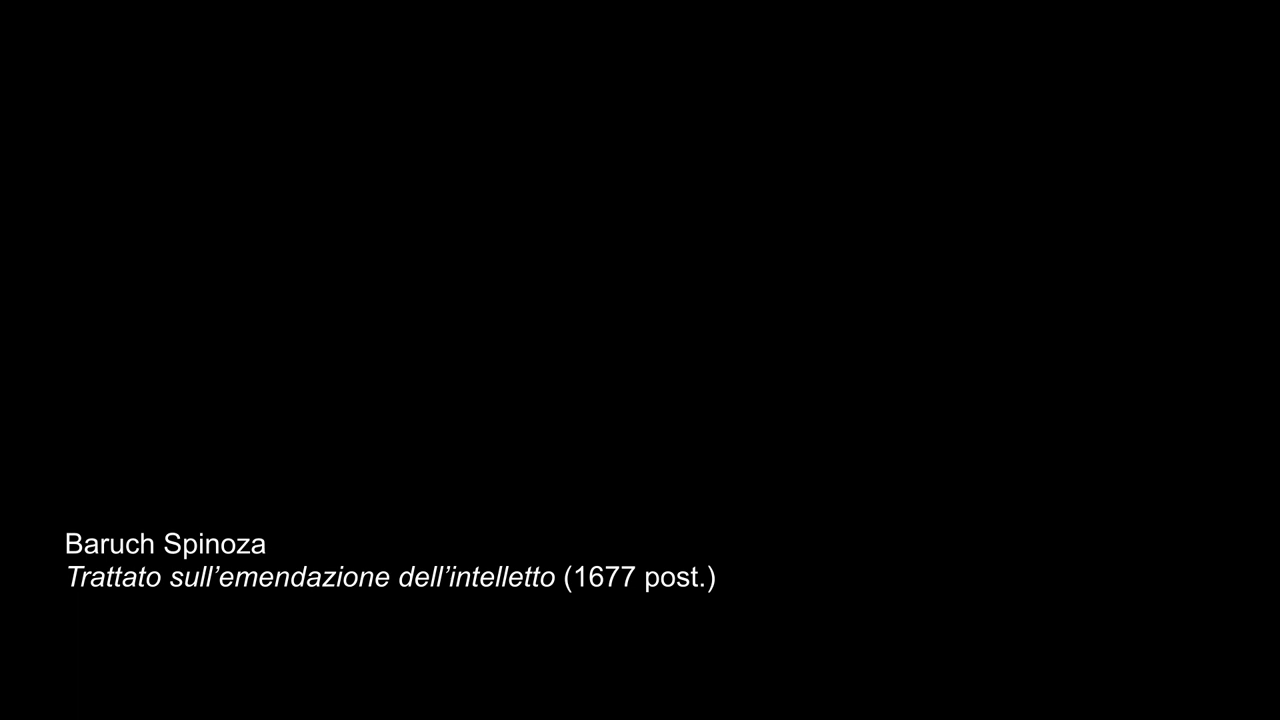 Baruch Spinoza
Trattato sull’emendazione dell’intelletto (1677 post.)